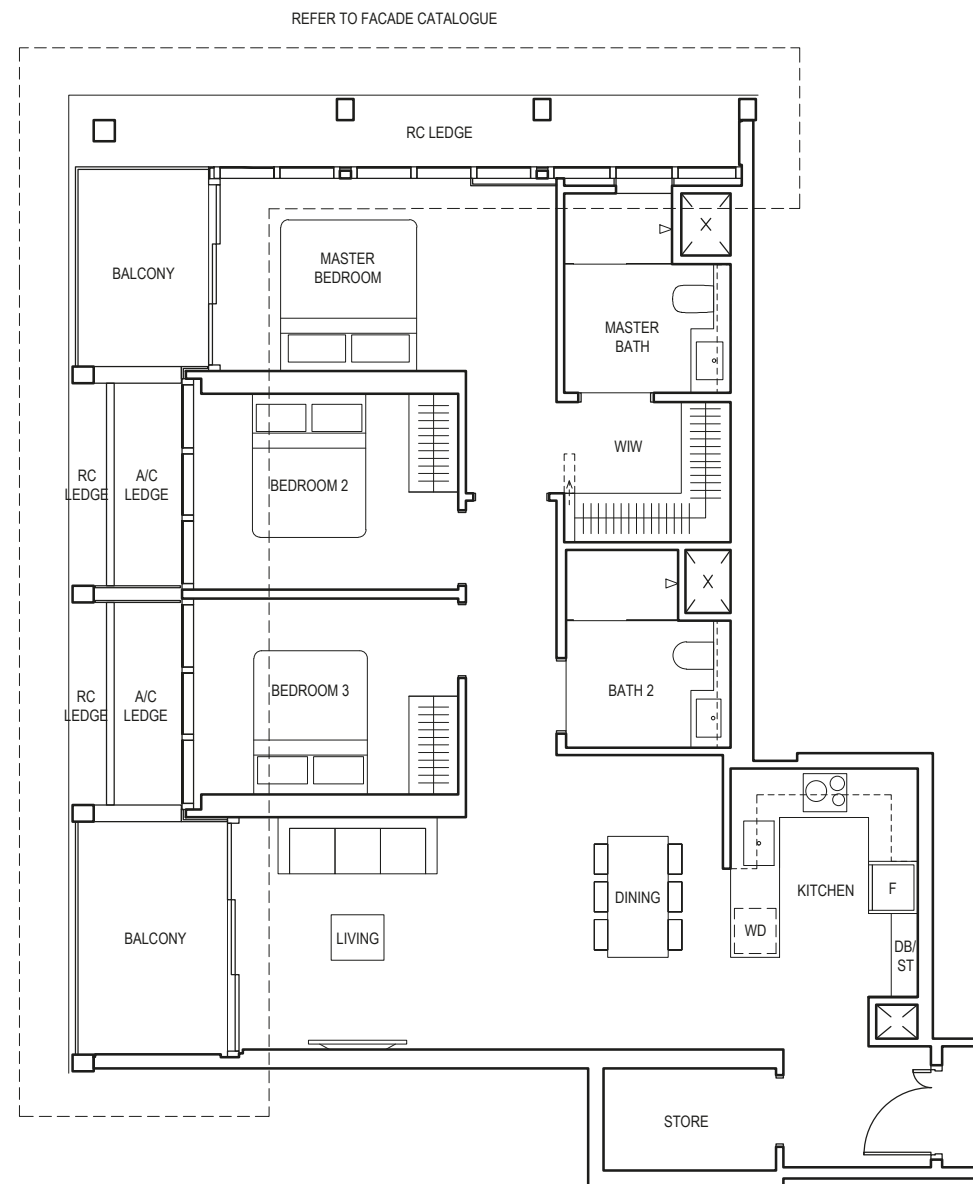 REFER TO FACADE CATALOGUE
RC LEDGE
BALCONY
MASTER
BEDROOM
MASTER
BATH
X
RC
LEDGE
A/C
LEDGE
BEDROOM 2
WIW
X
RC
LEDGE
A/C
LEDGE
BEDROOM 3
BATH 2
BALCONY
LIVING
DINING
KITCHEN
F
WD
DB/
ST
STORE